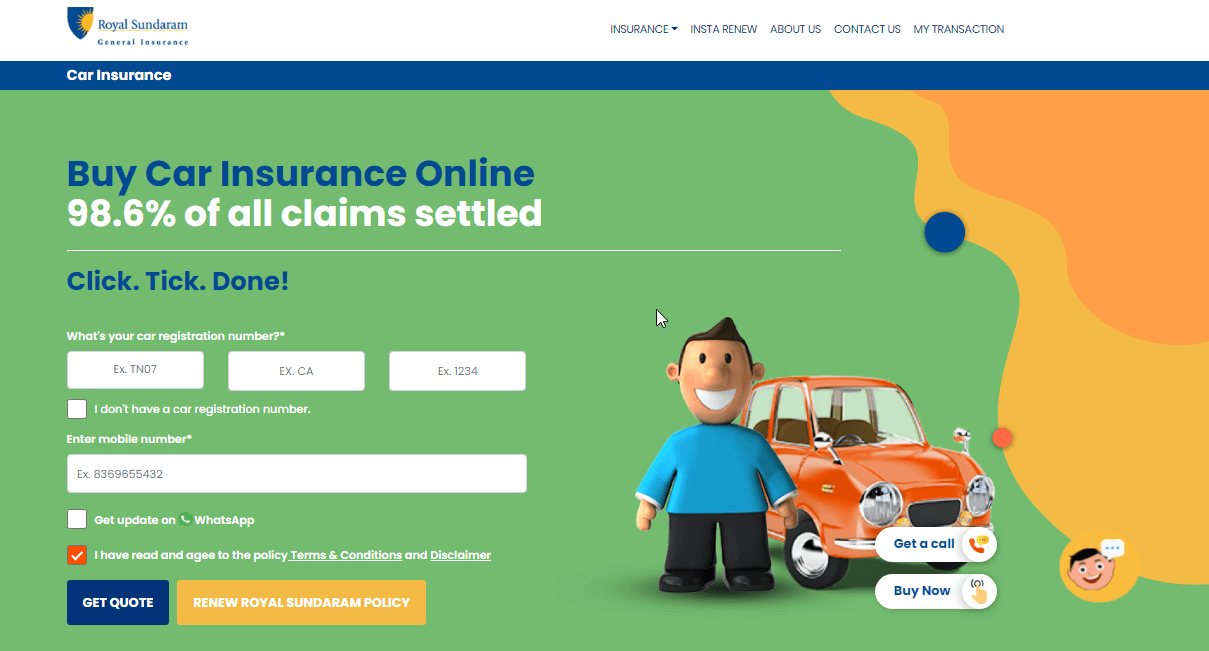 Royal Sundaram
General Insurance
INSURANCE INSTA RENEW ABOUT US CONTACT US MY TRANSACTION
Car Insurance
Buy Car Insurance Online
98.6% of all claims settled
Click. Tick. Done!
What's your car registration number?*
Ex. TN07 EX. CA Ex. 1234
I don't have a car registration number.
Enter mobile number*
Ex. 8369655432
Get update on WhatsApp
I have read and agee to the policy Terms & Conditions and Disclaimer
GET QUOTE RENEW ROYAL SUNDARAM POLICY
Get a call
Buy Now